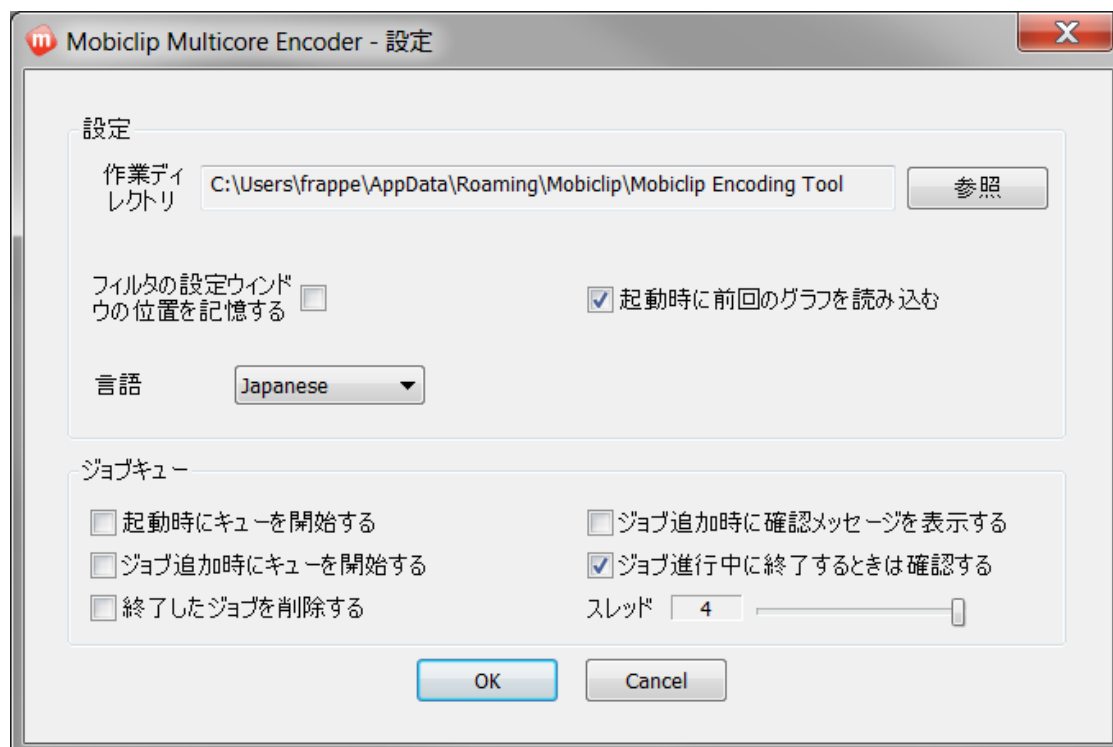 Mobiclip Multicore Encoder - 設定
設定
作業ディ
レクトリ
C:\Users\frappe\AppData\Roaming\Mobiclip\Mobiclip Encoding Tool
参照
フィルタの設定ウィンド
ウの位置を記憶する
起動時に前回のグラフを読み込む
言語
Japanese
ジョブキュー
起動時にキューを開始する
ジョブ追加時に確認メッセージを表示する
ジョブ追加時にキューを開始する
ジョブ進行中に終了するときは確認する
終了したジョブを削除する
スレッド 4
OK
Cancel